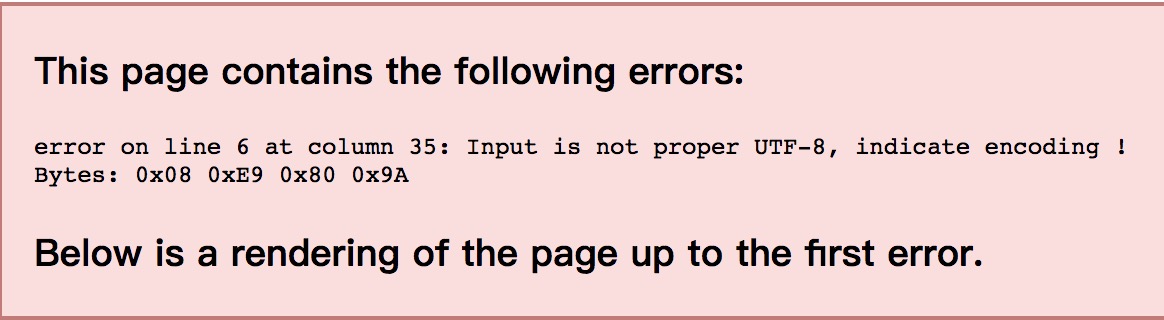 This page contains the following errors:
error on line 6 at column 35: Input is not proper UTF-8, indicate encoding !
Bytes: 0x08 0xE9 0x80 0x9A
Below is a rendering of the page up to the first error.